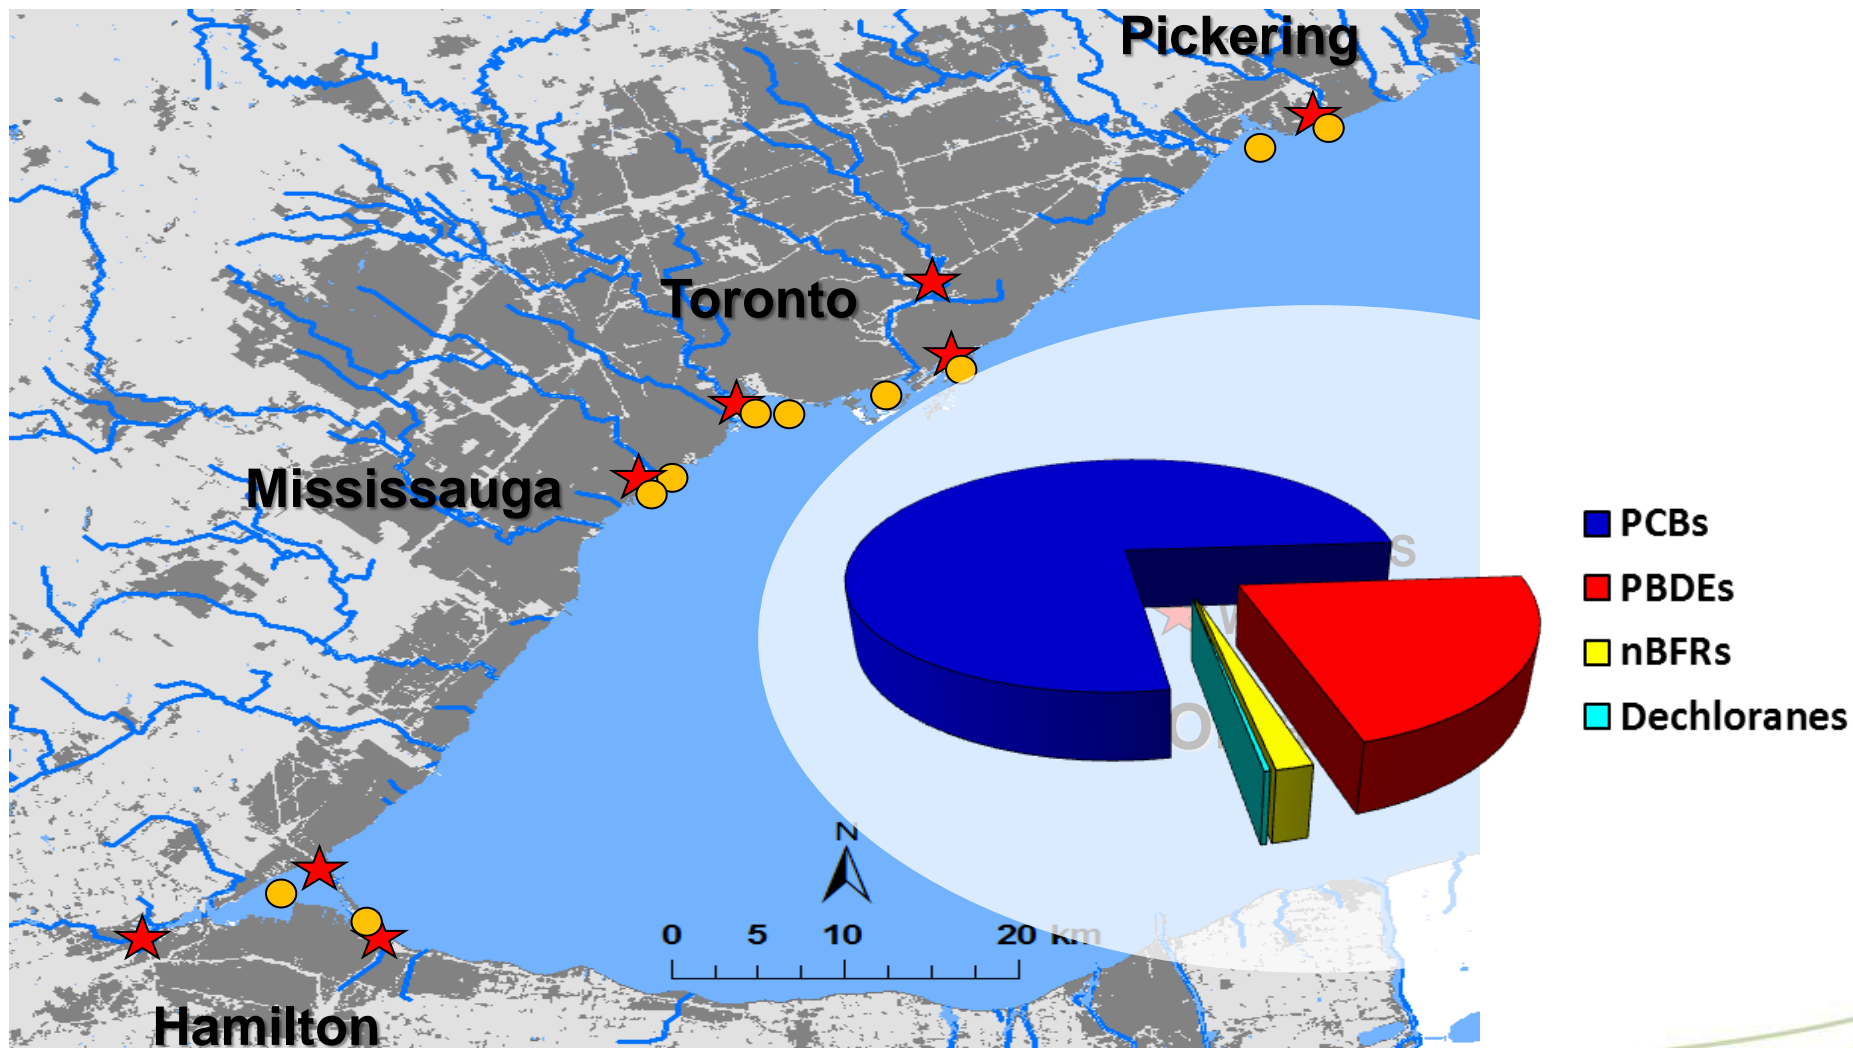 Pickering
Toronto
Mississauga
Hamilton
N
0 5 10 20 km
PCBs
PBDEs
nBFRs
Dechloranes